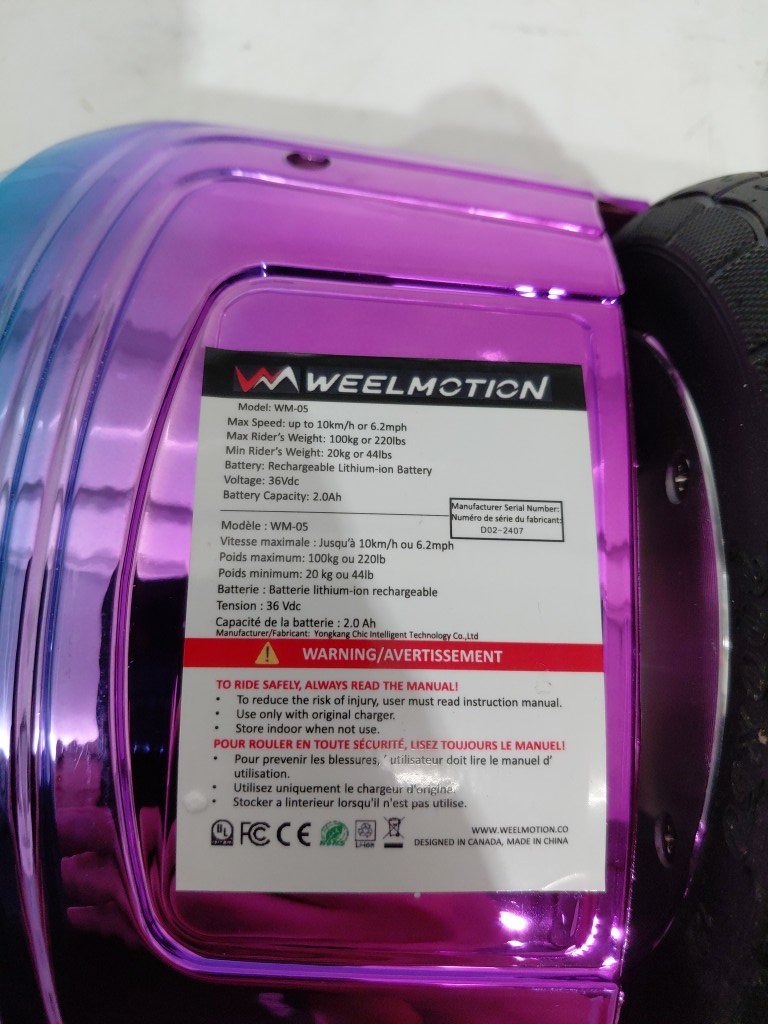 WEELMOTION
Model: WM-05
Max Speed: up to 10km/h or 6.2mph
Max Rider's Weight: 100kg or 220lbs
Min Rider's Weight: 20kg or 44lbs
Battery: Rechargeable Lithium-ion Battery
Voltage: 36Vdc
Battery Capacity: 2.0Ah
Manufacturer Serial Number:
Numéro de série du fabricant:
D02-2407
Modèle : WM-05
Vitesse maximale : Jusqu'à 10km/h ou 6.2mph
Poids maximum: 100kg ou 220lb
Poids minimum: 20 kg ou 44lb
Batterie : Batterie lithium-ion rechargeable
Tension : 36 Vdc
Capacité de la batterie : 2.0 Ah
Manufacturer/Fabricant: Yongkang Chic Intelligent Technology Co.,Ltd
WARNING/AVERTISSEMENT
TO RIDE SAFELY, ALWAYS READ THE MANUAL!
• To reduce the risk of injury, user must read instruction manual.
• Use only with original charger.
• Store indoor when not use.
POUR ROULER EN TOUTE SÉCURITÉ, LISEZ TOUJOURS LE MANUEL!
• Pour prevenir les blessures, ' utilisateur doit lire le manuel d'
utilisation.
• Utilisez uniquement le chargeur d'origine.
• Stocker a linterieur lorsqu'il n'est pas utilise.
UL FC CE
Li-ion
WWW.WEELMOTION.CO
DESIGNED IN CANADA, MADE IN CHINA